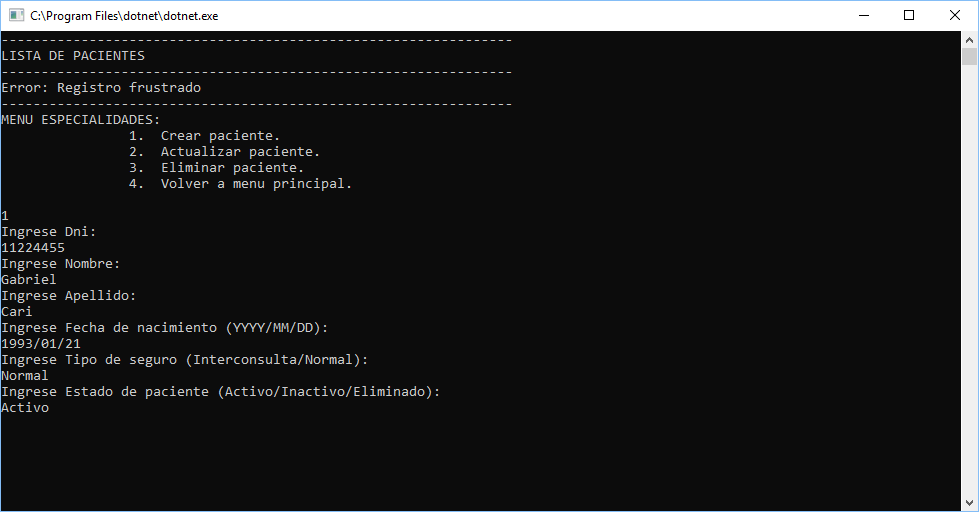 C:\Program Files\dotnet\dotnet.exe
----------------------------------------------------------------
LISTA DE PACIENTES
----------------------------------------------------------------
Error: Registro frustrado
----------------------------------------------------------------
MENU ESPECIALIDADES:
1.  Crear paciente.
2.  Actualizar paciente.
3.  Eliminar paciente.
4.  Volver a menu principal.
1
Ingrese Dni:
11224455
Ingrese Nombre:
Gabriel
Ingrese Apellido:
Cari
Ingrese Fecha de nacimiento (YYYY/MM/DD):
1993/01/21
Ingrese Tipo de seguro (Interconsulta/Normal):
Normal
Ingrese Estado de paciente (Activo/Inactivo/Eliminado):
Activo